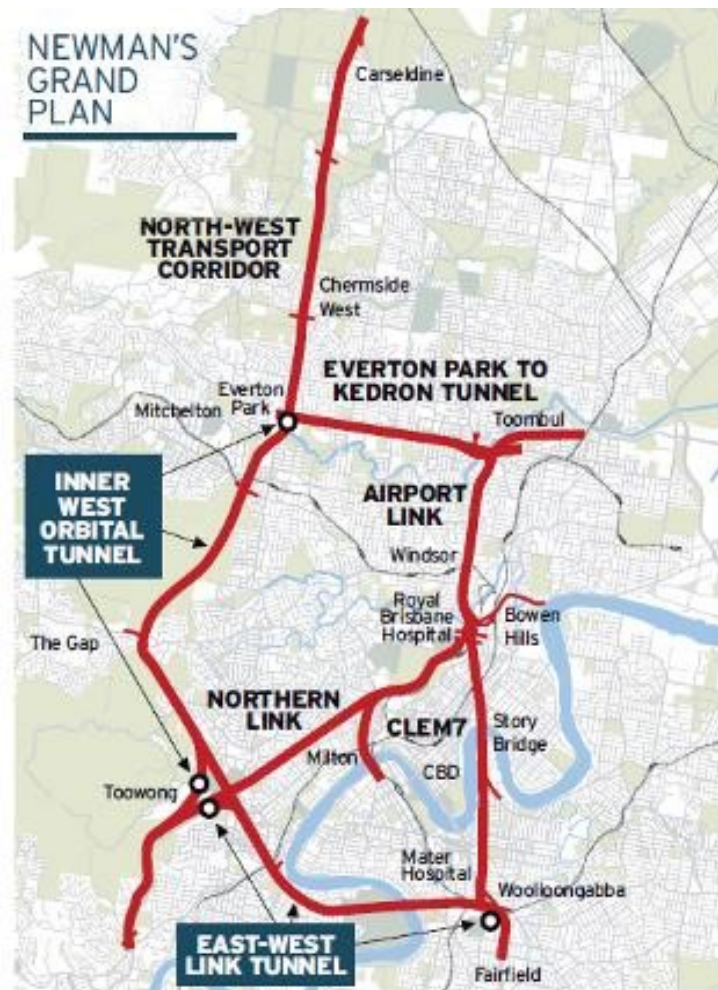 NEWMAN'S
GRAND
PLAN
Carseldine
NORTH-WEST
TRANSPORT
CORRIDOR
Chermside
West
EVERTON PARK TO
KEDRON TUNNEL
Everton
Park
Mitchelton
Toombul
INNER
WEST
ORBITAL
TUNNEL
AIRPORT
LINK
Windsor
Royal
Brisbane
Hospital
Bowen
Hills
The Gap
NORTHERN
LINK
CLEM7
Story
Bridge
Milton
CBD
Toowong
Mater
Hospital
Woolloongabba
EAST-WEST
LINK TUNNEL
Fairfield